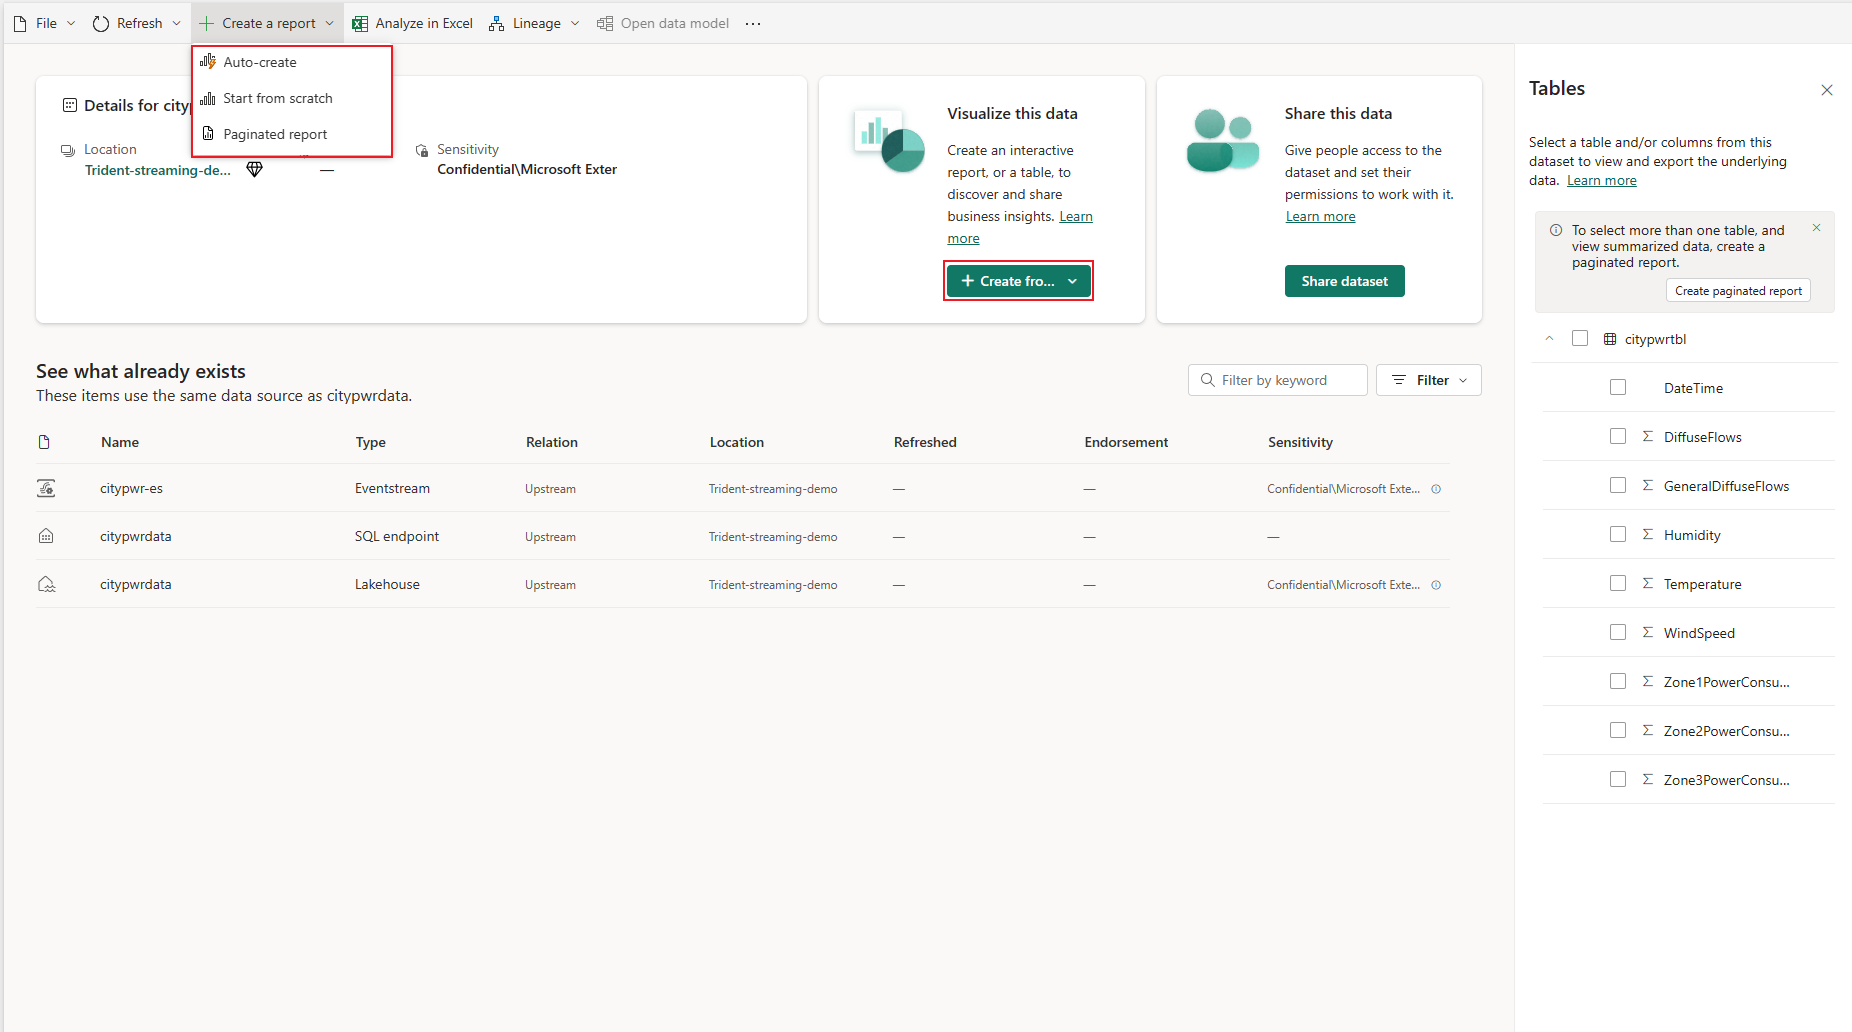 File
Refresh
Create a report
Analyze in Excel
Lineage
Open data model
Auto-create
Start from scratch
Paginated report
Details for city
Location
Trident-streaming-de...
—
Sensitivity
Confidential\Microsoft Exter
Visualize this data
Create an interactive
report, or a table, to
discover and share
business insights. Learn
more
Create fro...
Share this data
Give people access to the
dataset and set their
permissions to work with it.
Learn more
Share dataset
See what already exists
These items use the same data source as citypwrdata.
Filter by keyword
Filter
Name Type Relation Location Refreshed Endorsement Sensitivity
citypwr-es Eventstream Upstream Trident-streaming-demo — — Confidential\Microsoft Exte...
citypwrdata SQL endpoint Upstream Trident-streaming-demo — — —
citypwrdata Lakehouse Upstream Trident-streaming-demo — — Confidential\Microsoft Exte...
Tables
Select a table and/or columns from this
dataset to view and export the underlying
data. Learn more
To select more than one table, and
view summarized data, create a
paginated report.
Create paginated report
citypwrtbl
DateTime
DiffuseFlows
GeneralDiffuseFlows
Humidity
Temperature
WindSpeed
Zone1PowerConsu...
Zone2PowerConsu...
Zone3PowerConsu...